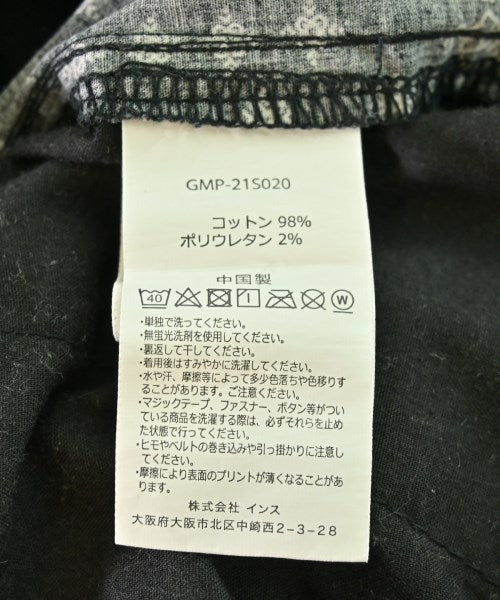 GMP-21S020
コットン 98%
ポリウレタン 2%
中国製
40
W
・単独で洗ってください。
・無蛍光洗剤を使用してください。
・裏返して干してください。
・着用後はすみやかに洗濯してください。
・水や汗、摩擦等によって多少色落ちや色移りす
ることがあります。ご注意ください。
・マジックテープ、ファスナー、ボタン等がつい
ている商品を洗濯する際は、必ずそれらを止め
た状態で行ってください。
・ヒモやベルトの巻き込みや引っ掛かりに注意し
てください。
・摩擦により表面のプリントが薄くなることがあり
ます。
株式会社 インス
大阪府大阪市北区中崎西2-3-28